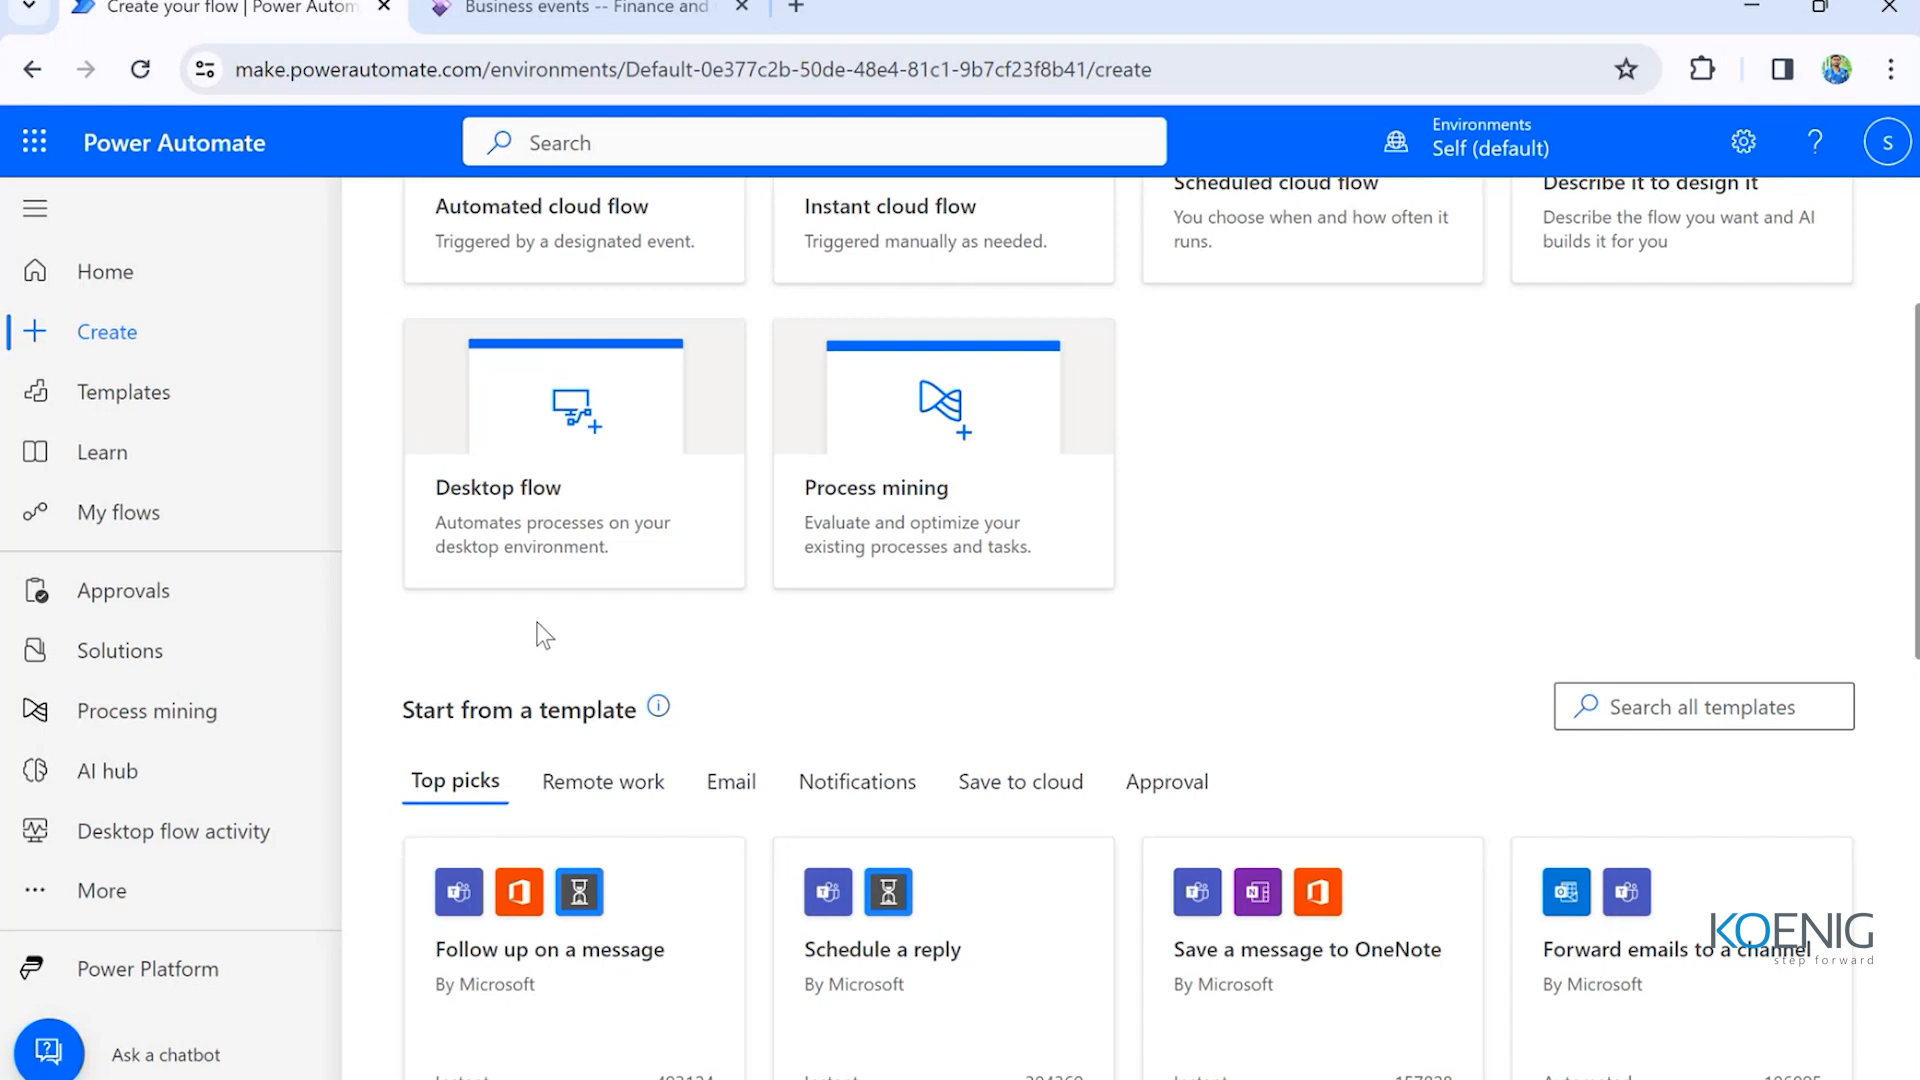 Create your flow | Power Autom
Business events -- Finance and
make.powerautomate.com/environments/Default-0e377c2b-50de-48e4-81c1-9b7cf23f8b41/create
Power Automate
Search
Environments
Self (default)
S
Home
Create
Templates
Learn
My flows
Approvals
Solutions
Process mining
AI hub
Desktop flow activity
More
Power Platform
Ask a chatbot
Automated cloud flow
Triggered by a designated event.
Instant cloud flow
Triggered manually as needed.
Scheduled cloud flow
You choose when and how often it
runs.
Describe it to design it
Describe the flow you want and AI
builds it for you
Desktop flow
Automates processes on your
desktop environment.
Process mining
Evaluate and optimize your
existing processes and tasks.
Start from a template
Search all templates
Top picks
Remote work
Email
Notifications
Save to cloud
Approval
Follow up on a message
By Microsoft
Schedule a reply
By Microsoft
Save a message to OneNote
By Microsoft
Forward emails to a channel
By Microsoft
KOENIG
step forward